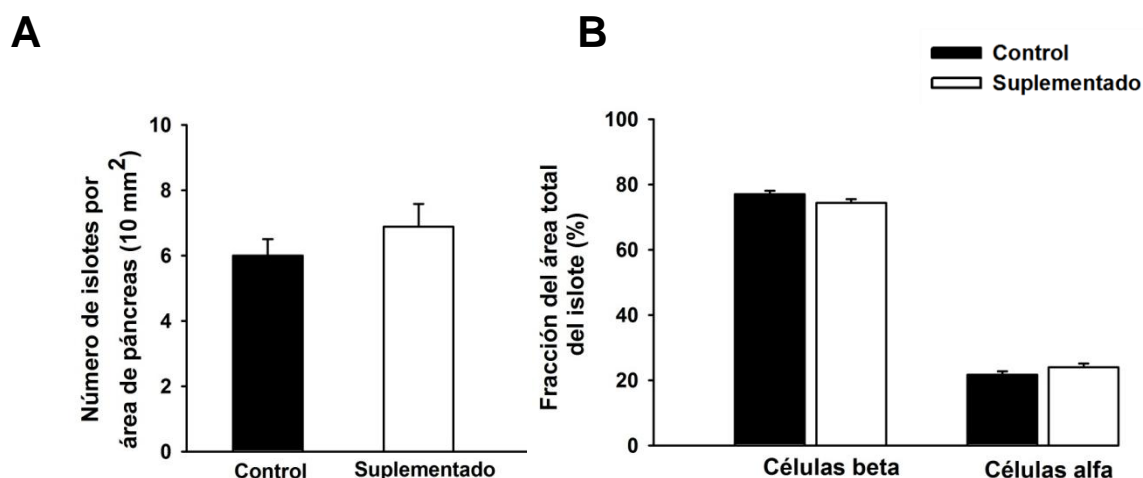 A
Número de islotes por
área de páncreas (10 mm²)
10
8
6
4
2
0
Control
Suplementado
B
Control
Suplementado
Fracción del área total
del islote (%)
100
80
60
40
20
0
Células beta
Células alfa